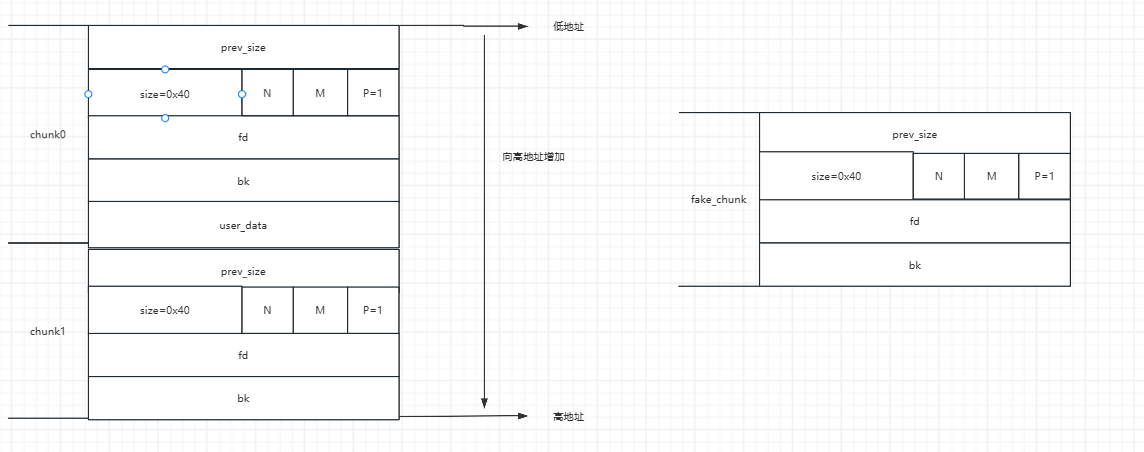 低地址
prev_size
size=0x40 N M P=1
chunk0
fd
向高地址增加
bk
user_data
prev_size
size=0x40 N M P=1
chunk1
fd
bk
高地址
prev_size
size=0x40 N M P=1
fake_chunk
fd
bk